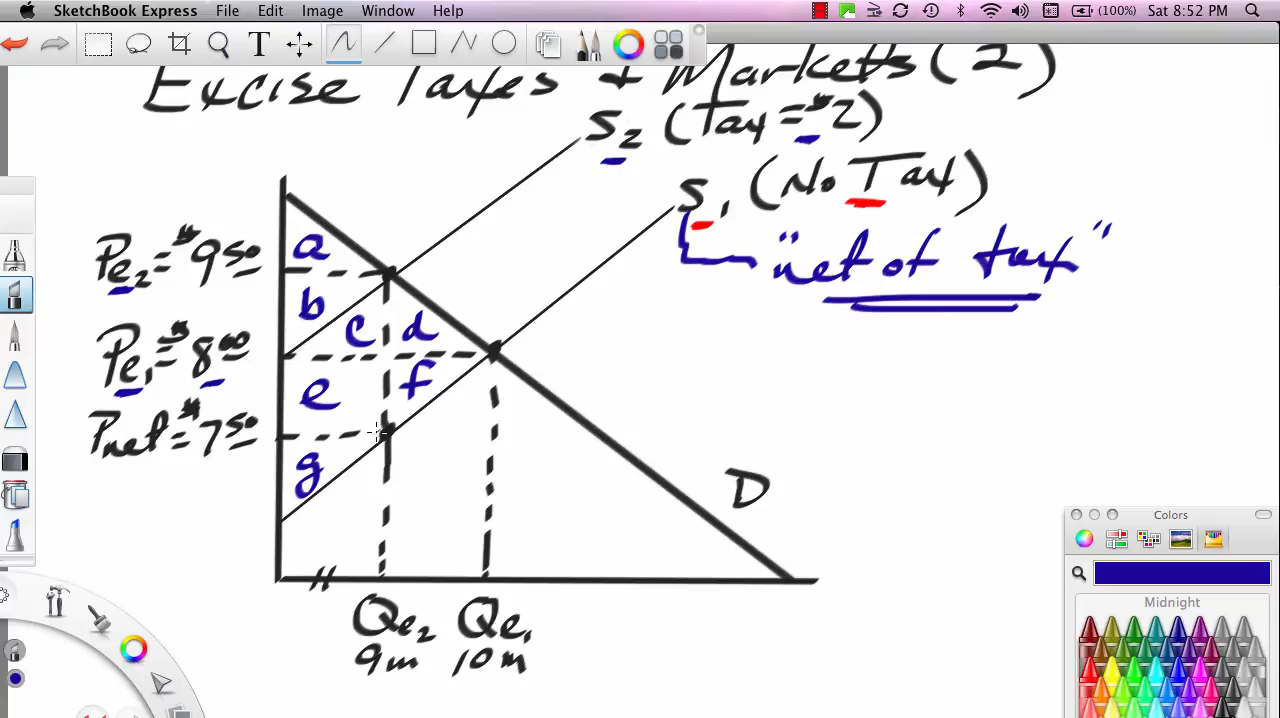 SketchBook Express File Edit Image Window Help (100%) Sat 8:52 PM
T
Excise Taxes & Markets (2)
S2 (Tax = $2)
S1 (No Tax)
"net of tax"
Pe2 = $9 50
a
b
c d
Pe1 = $8 00
e f
Pnet = $7 50
g
D
Qe2 Qe1
9m 10m
Colors
Midnight